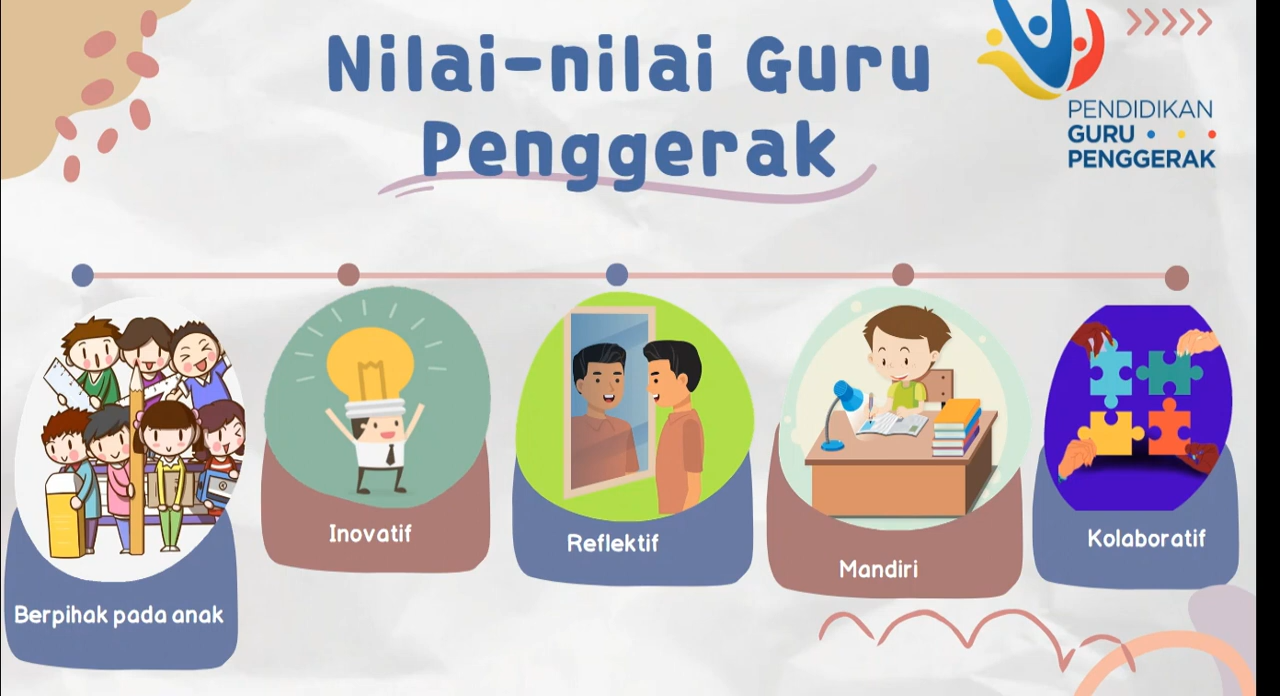 Nilai-nilai Guru
Penggerak
PENDIDIKAN
GURU
PENGGERAK
Berpihak pada anak
Inovatif
Reflektif
Mandiri
Kolaboratif